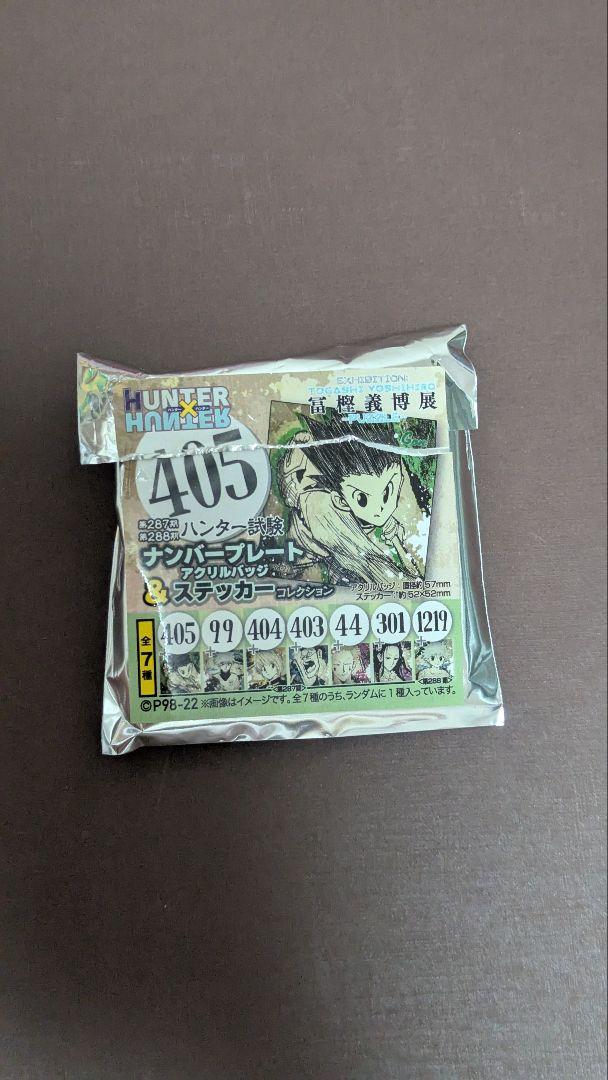 HUNTER
×
ハンター ハンター
HUNTER
EXHIBITION:
TOGASHI YOSHIHIRO
冨樫義博展
-PUZZLE-
405
Gon
第287期
第288期
ハンター試験
ナンバープレート
アクリルバッジ
&ステッカーコレクション
アクリルバッジ:直径約57mm
ステッカー:約52×52mm
全7種
405 99 404 403 44 301 1219
<第287期>
<第288期>
©P98-22 ※画像はイメージです。全7種のうち、ランダムに1種入っています。